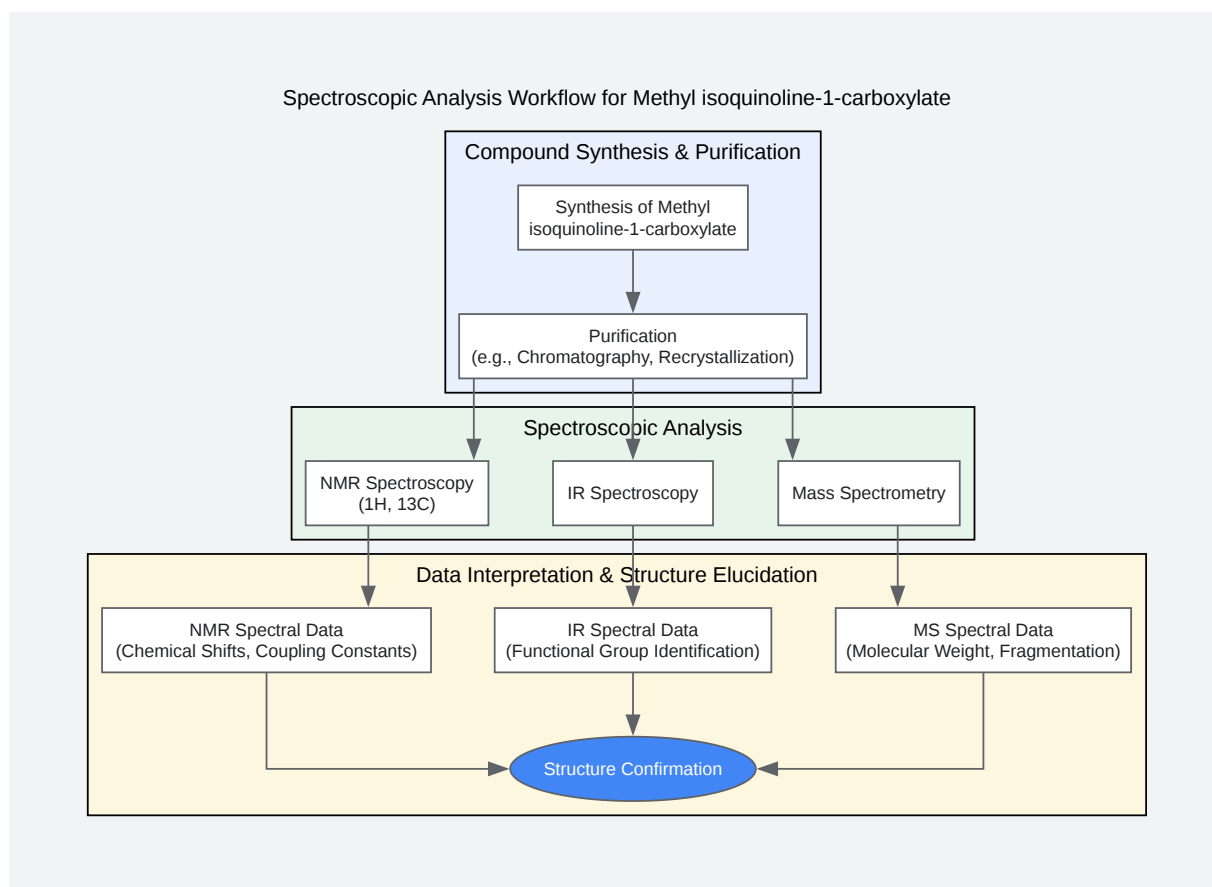 Spectroscopic Analysis Workflow for Methyl isoquinoline-1-carboxylate
Compound Synthesis & Purification
Synthesis of Methyl
isoquinoline-1-carboxylate
Purification
(e.g., Chromatography, Recrystallization)
Spectroscopic Analysis
NMR Spectroscopy
(1H, 13C)
IR Spectroscopy
Mass Spectrometry
Data Interpretation & Structure Elucidation
NMR Spectral Data
(Chemical Shifts, Coupling Constants)
IR Spectral Data
(Functional Group Identification)
MS Spectral Data
(Molecular Weight, Fragmentation)
Structure Confirmation